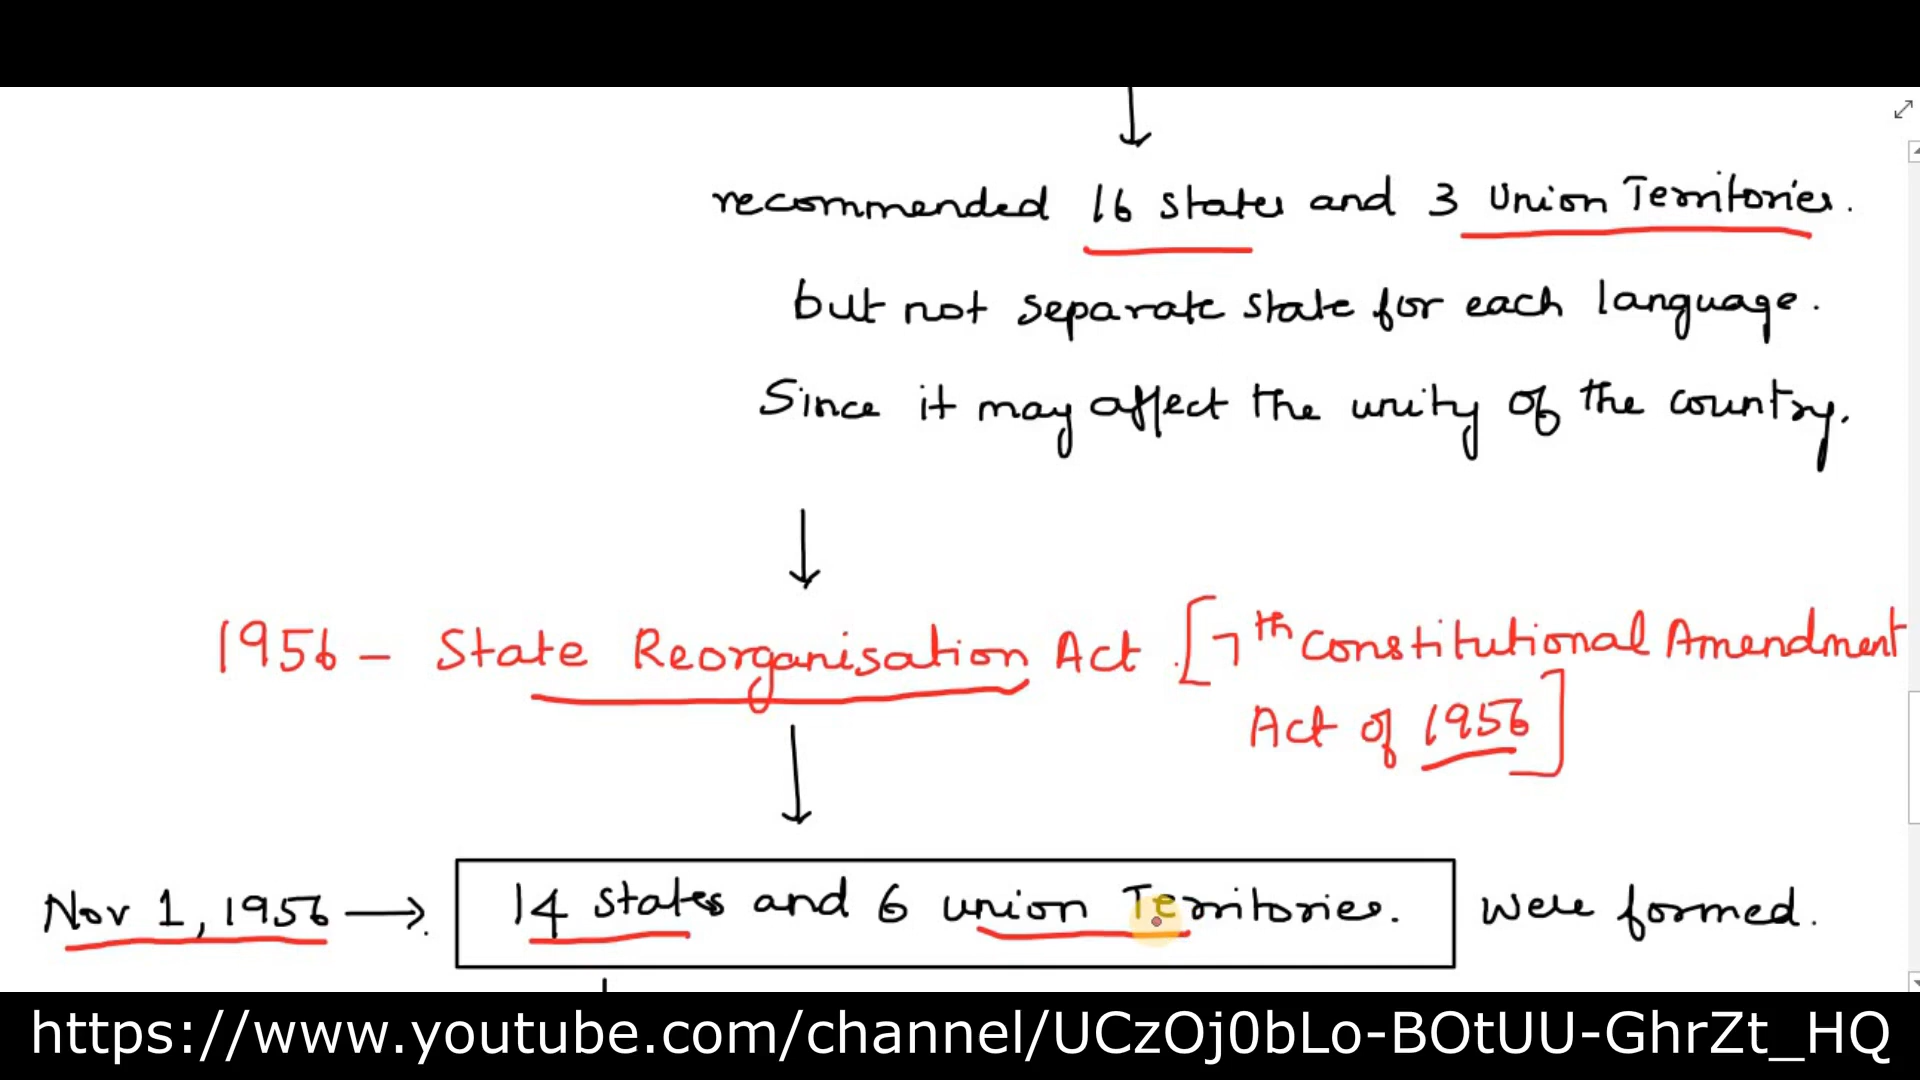 recommended 16 states and 3 Union Territories.
but not separate state for each language.
Since it may affect the unity of the country.
1956 - State Reorganisation Act [7th Constitutional Amendment
Act of 1956]
Nov 1, 1956 → 14 states and 6 union Territories. were formed.
https://www.youtube.com/channel/UCzOj0bLo-BOtUU-GhrZt_HQ